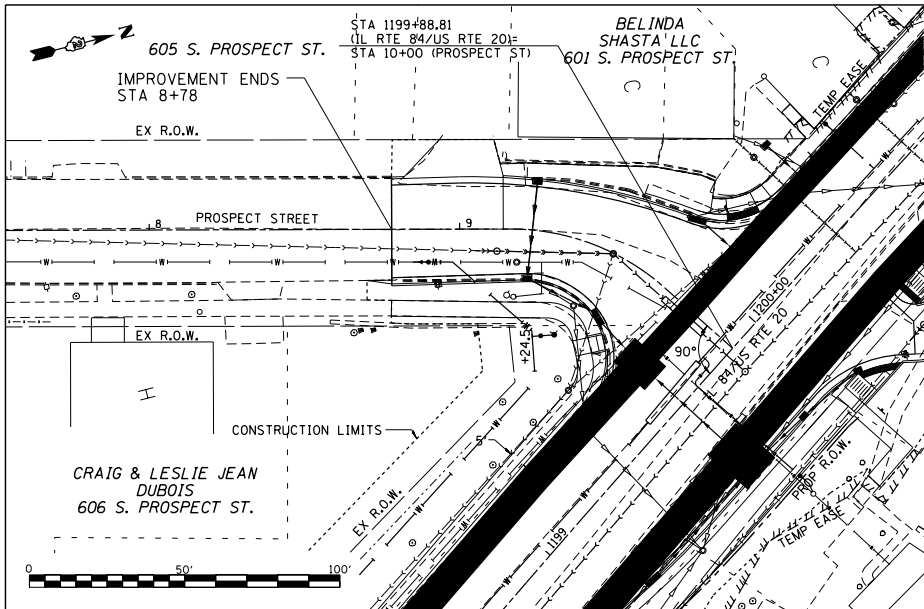 N
STA 1199+88.81
(IL RTE 84/US RTE 20)=
STA 10+00 (PROSPECT ST)
605 S. PROSPECT ST.
BELINDA
SHASTA LLC
601 S. PROSPECT ST.
IMPROVEMENT ENDS
STA 8+78
TEMP EASE
EX R.O.W.
PROSPECT STREET
8
9
W
W
W
W
W
W
EX R.O.W.
+24.54
90°
1200+00
84/US RTE 20
H
CONSTRUCTION LIMITS
5'
CRAIG & LESLIE JEAN
DUBOIS
606 S. PROSPECT ST.
EX R.O.W.
1199
PROP R.O.W.
TEMP EASE
0'
50'
100'